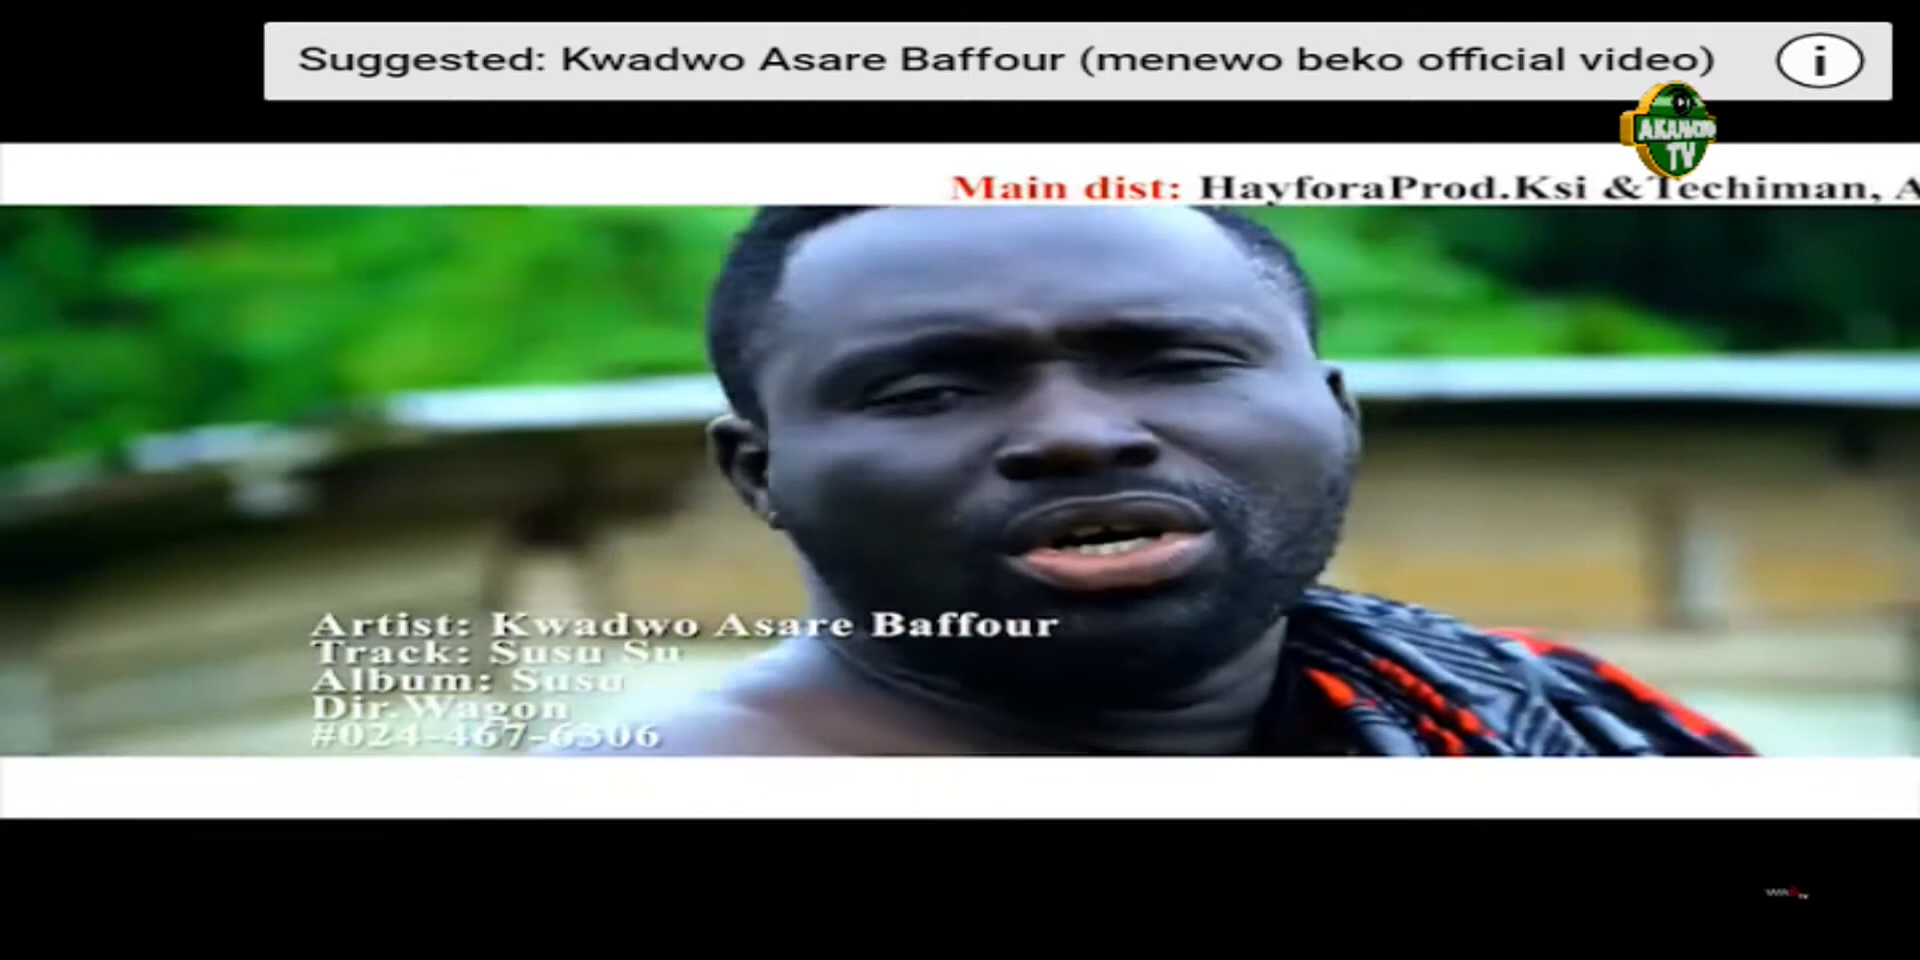 Suggested: Kwadwo Asare Baffour (menewo beko official video)
i
AKANCIO
TV
Main dist: HayforaProd.Ksi &Techiman, A
Artist: Kwadwo Asare Baffour
Track: Susu Su
Album: Susu
Dir.Wagon
#024-467-6306